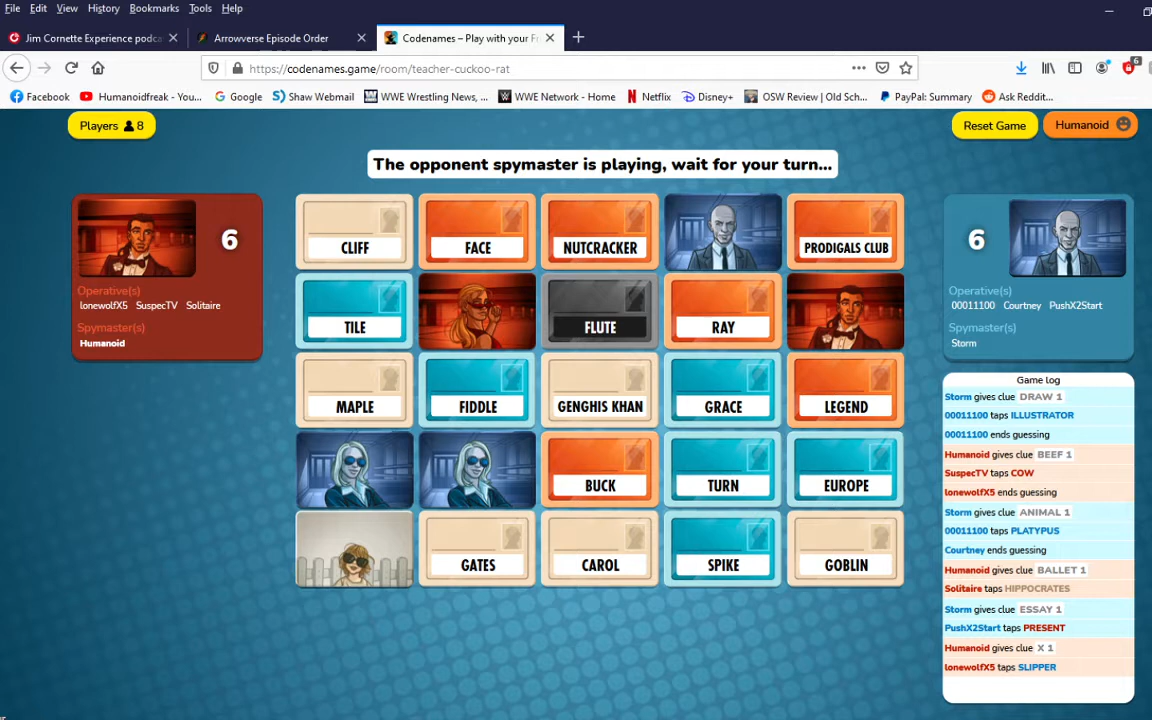 File Edit View History Bookmarks Tools Help
Jim Cornette Experience podca
Arrowverse Episode Order
Codenames – Play with your Fr
https://codenames.game/room/teacher-cuckoo-rat
6
Facebook Humanoidfreak - You... Google Shaw Webmail WWE Wrestling News, ... WWE Network - Home Netflix Disney+ OSW Review | Old Sch... PayPal: Summary Ask Reddit...
Players 8
Reset Game
Humanoid
The opponent spymaster is playing, wait for your turn...
6
Operative(s)
lonewolfX5 SuspecTV Solitaire
Spymaster(s)
Humanoid
CLIFF FACE NUTCRACKER PRODIGALS CLUB
TILE FLUTE RAY
MAPLE FIDDLE GENGHIS KHAN GRACE LEGEND
BUCK TURN EUROPE
GATES CAROL SPIKE GOBLIN
6
Operative(s)
00011100 Courtney PushX2Start
Spymaster(s)
Storm
Game log
Storm gives clue DRAW 1
00011100 taps ILLUSTRATOR
00011100 ends guessing
Humanoid gives clue BEEF 1
SuspecTV taps COW
lonewolfX5 ends guessing
Storm gives clue ANIMAL 1
00011100 taps PLATYPUS
Courtney ends guessing
Humanoid gives clue BALLET 1
Solitaire taps HIPPOCRATES
Storm gives clue ESSAY 1
PushX2Start taps PRESENT
Humanoid gives clue X 1
lonewolfX5 taps SLIPPER